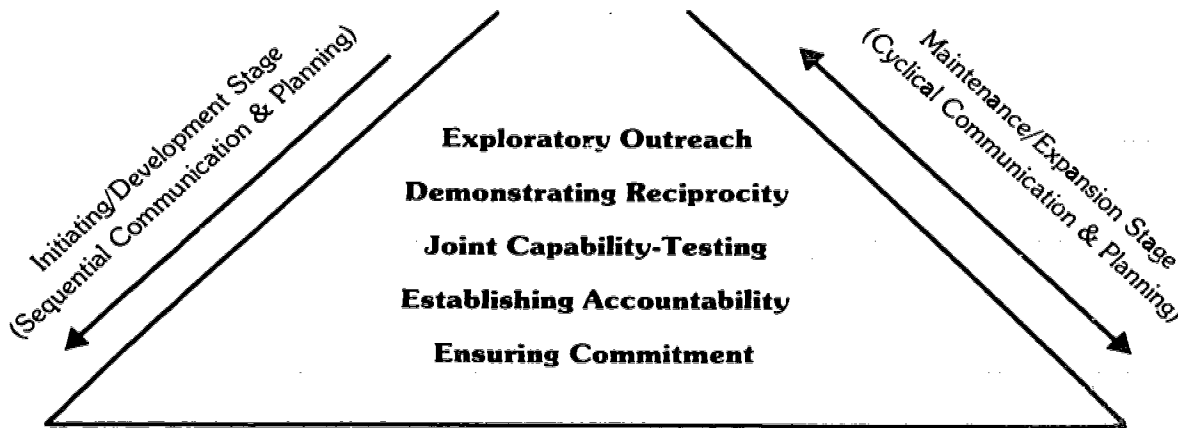 Initiating/Development Stage
(Sequential Communication & Planning)
Exploratory Outreach
Demonstrating Reciprocity
Joint Capability-Testing
Establishing Accountability
Ensuring Commitment
Maintenance/Expansion Stage
(Cyclical Communication & Planning)